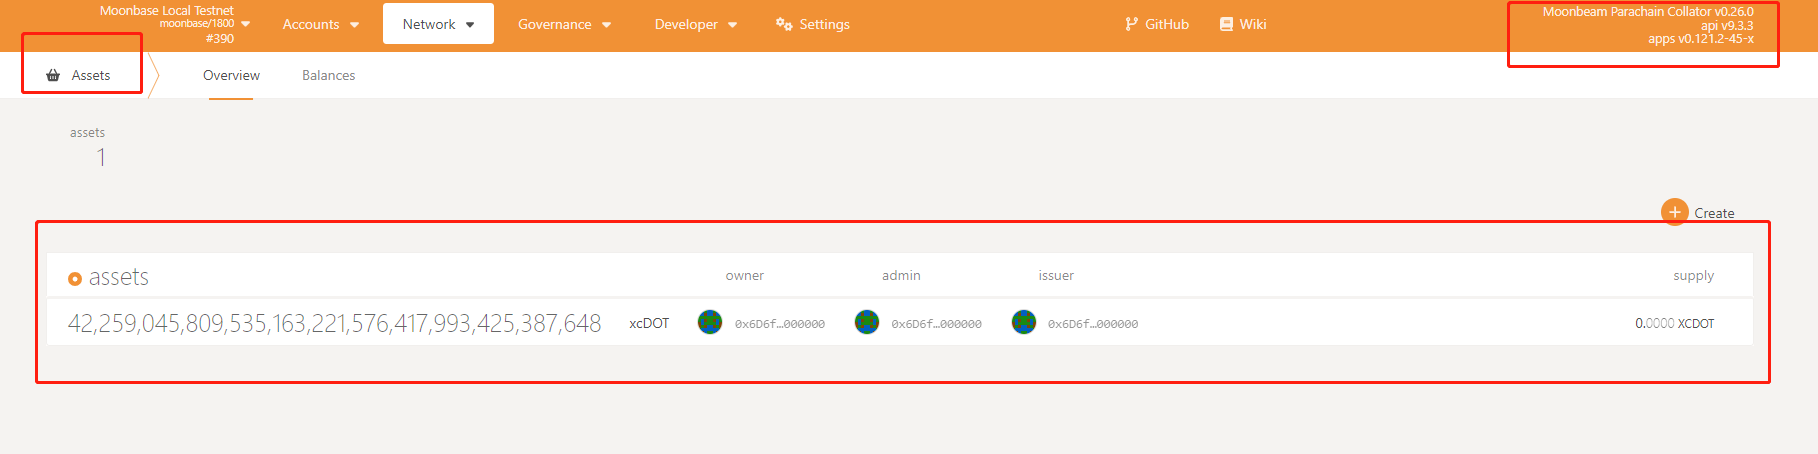 Moonbase Local Testnet
moonbase/1800
#390
Accounts
Network
Governance
Developer
Settings
GitHub
Wiki
Moonbeam Parachain Collator v0.26.0
api v9.3.3
apps v0.121.2-45-x
Assets
Overview
Balances
assets
1
Create
assets owner admin issuer supply
42,259,045,809,535,163,221,576,417,993,425,387,648 xcDOT 0x6D6f…000000 0x6D6f…000000 0x6D6f…000000 0.0000 XCDOT